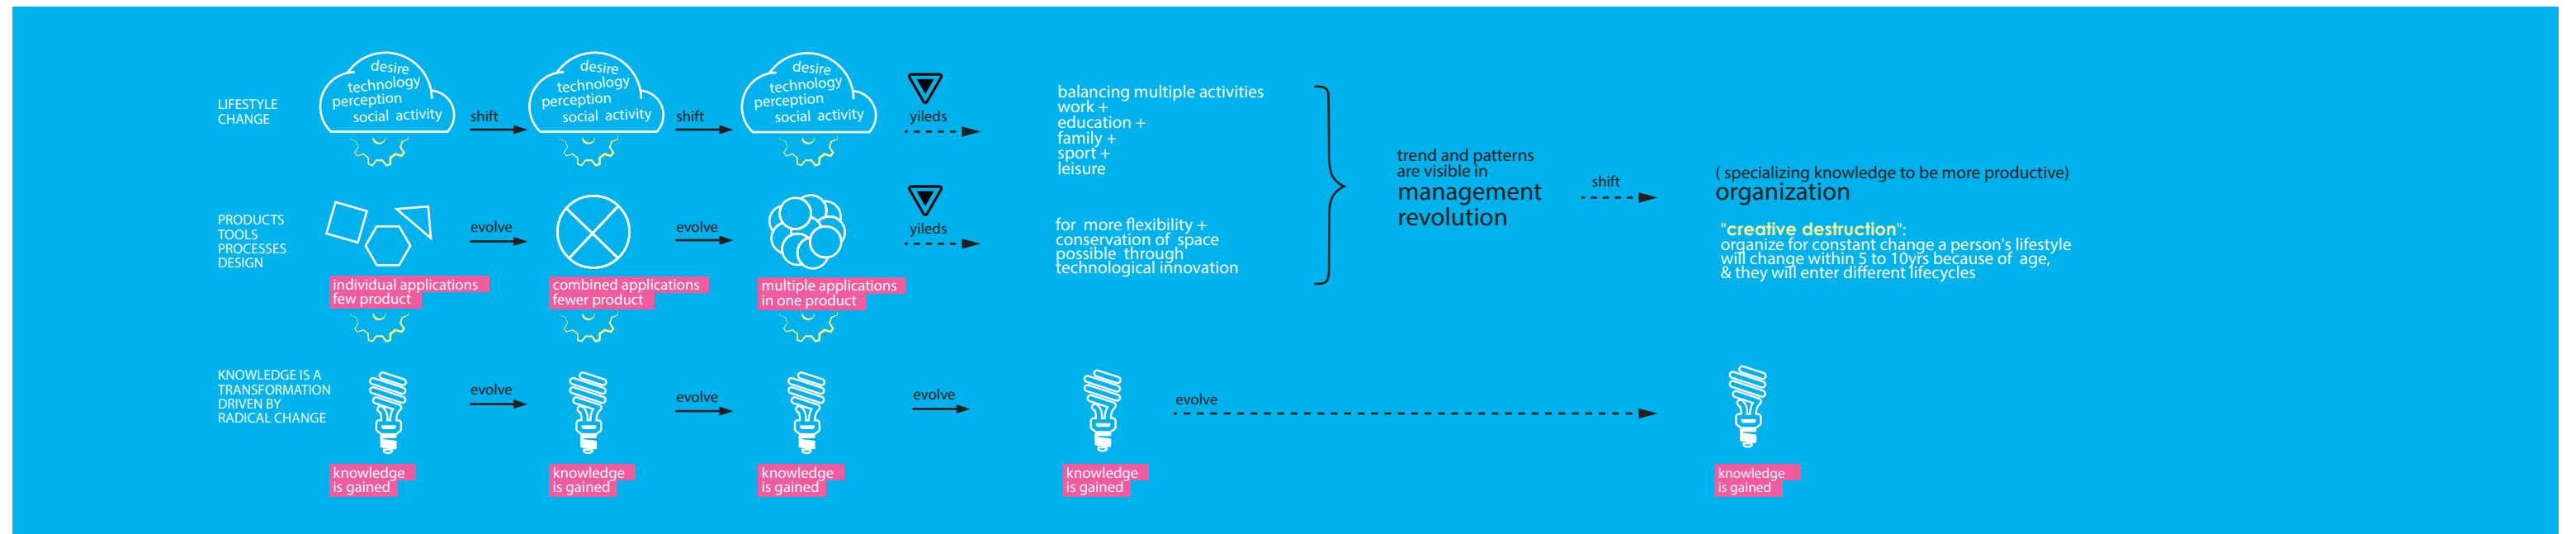 LIFESTYLE
CHANGE
desire
technology
perception
social activity
shift
desire
technology
perception
social activity
shift
desire
technology
perception
social activity
yileds
balancing multiple activities
work +
education +
family +
sport +
leisure
PRODUCTS
TOOLS
PROCESSES
DESIGN
individual applications
few product
evolve
combined applications
fewer product
evolve
multiple applications
in one product
yileds
for more flexibility +
conservation of space
possible through
technological innovation
trend and patterns
are visible in
management
revolution
shift
( specializing knowledge to be more productive)
organization
"creative destruction":
organize for constant change a person's lifestyle
will change within 5 to 10yrs because of age,
& they will enter different lifecycles
KNOWLEDGE IS A
TRANSFORMATION
DRIVEN BY
RADICAL CHANGE
knowledge
is gained
evolve
knowledge
is gained
evolve
knowledge
is gained
evolve
knowledge
is gained
evolve
knowledge
is gained